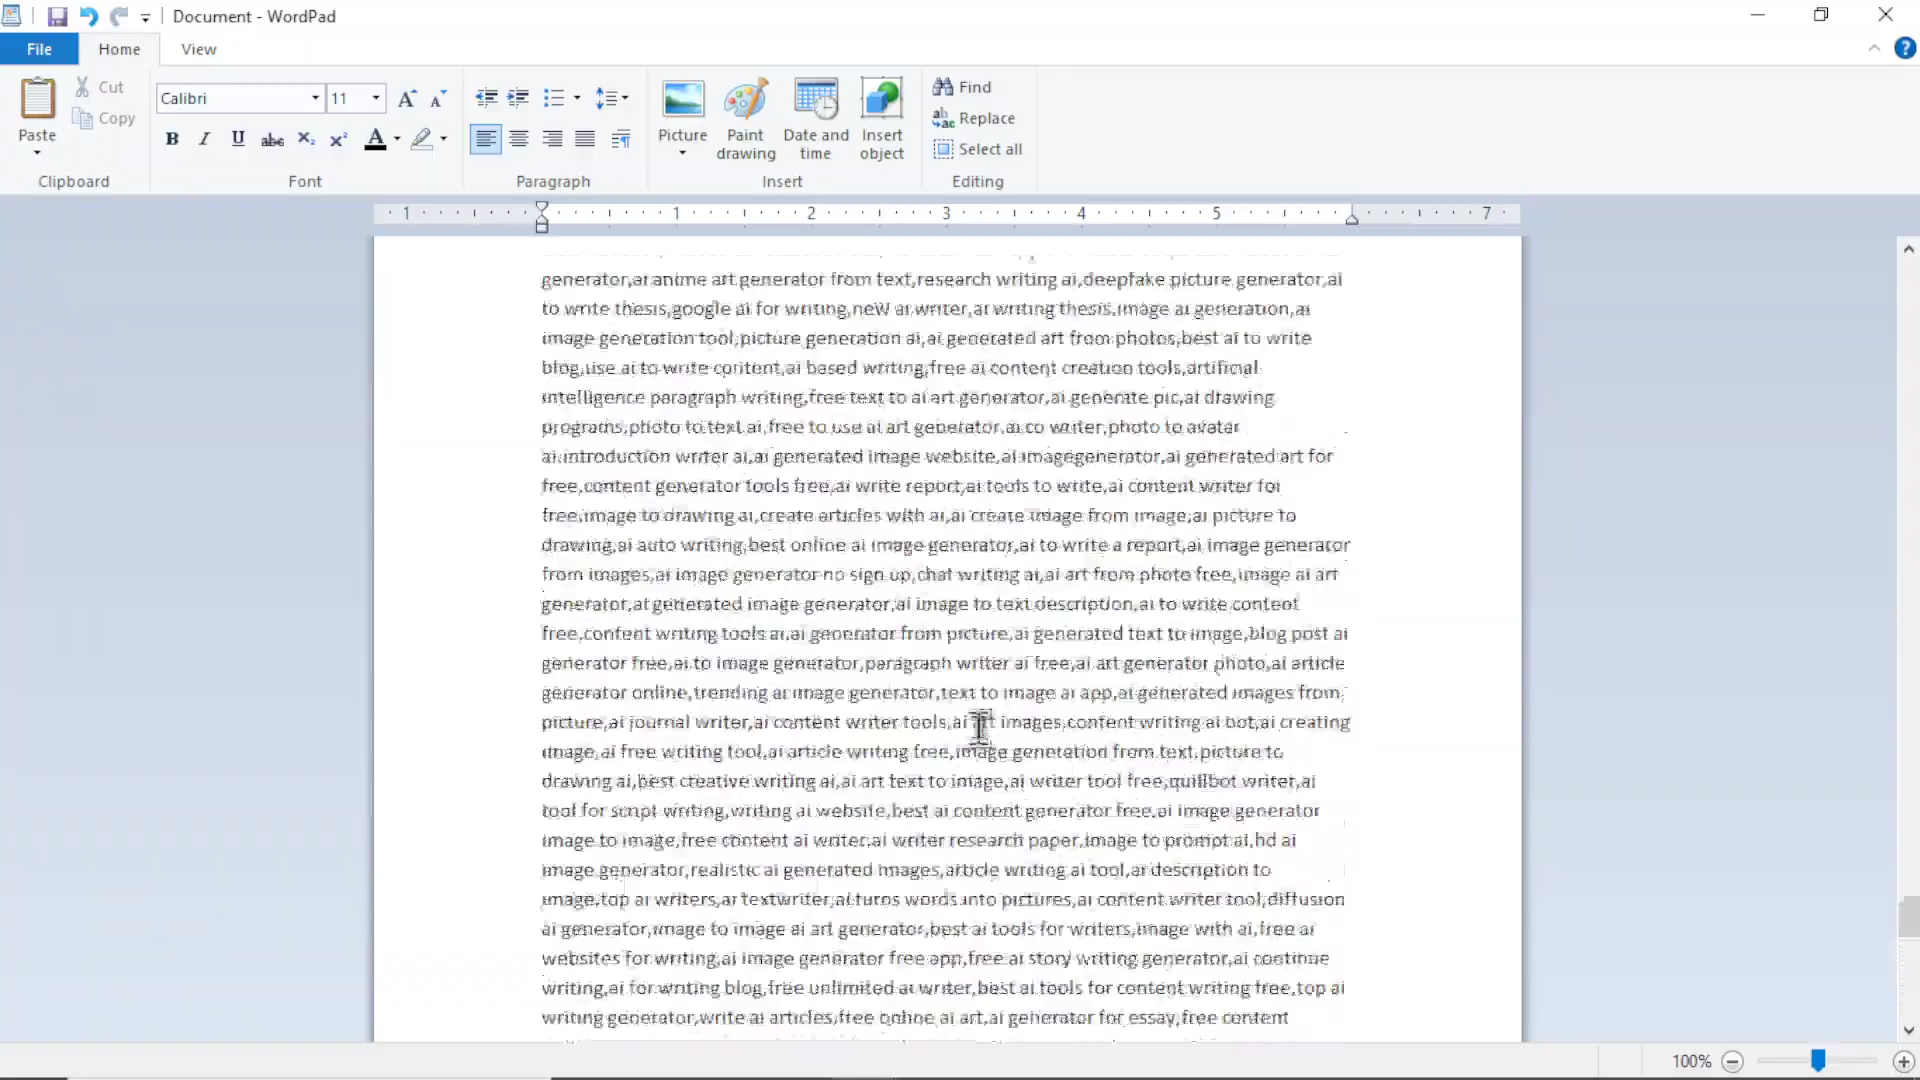 Document - WordPad
File Home View
Paste Cut Copy Clipboard
Calibri 11 Font
Paragraph
Picture Paint drawing Date and time Insert object Insert
Find Replace Select all Editing
1 1 2 3 4 5 7
generator,ai anime art generator from text,research writing ai,deepfake picture generator,ai
to write thesis,google ai for writing,new ai writer,ai writing thesis,image ai generation,ai
image generation tool,picture generation ai,ai generated art from photos,best ai to write
blog,use ai to write content,ai based writing,free ai content creation tools,artificial
intelligence paragraph writing,free text to ai art generator,ai generate pic,ai drawing
programs,photo to text ai,free to use ai art generator,ai co writer,photo to avatar
ai,introduction writer ai,ai generated image website,ai imagegenerator,ai generated art for
free,content generator tools free,ai write report,ai tools to write,ai content writer for
free,image to drawing ai,create articles with ai,ai create image from image,ai picture to
drawing,ai auto writing,best online ai image generator,ai to write a report,ai image generator
from images,ai image generator no sign up,chat writing ai,ai art from photo free,image ai art
generator,ai generated image generator,ai image to text description,ai to write content
free,content writing tools ai,ai generator from picture,ai generated text to image,blog post ai
generator free,ai to image generator,paragraph writer ai free,ai art generator photo,ai article
generator online,trending ai image generator,text to image ai app,ai generated images from
picture,ai journal writer,ai content writer tools,ai images,content writing ai bot,ai creating
image,ai free writing tool,ai article writing free,image generation from text,picture to
drawing ai,best creative writing ai,ai art text to image,ai writer tool free,quillbot writer,ai
tool for script writing,writing ai website,best ai content generator free,ai image generator
image to image,free content ai writer,ai writer research paper,image to prompt ai,hd ai
image generator,realistic ai generated images,article writing ai tool,ai description to
image,top ai writers,ai textwriter,ai turns words into pictures,ai content writer tool,diffusion
ai generator,image to image ai art generator,best ai tools for writers,image with ai,free ai
websites for writing,ai image generator free app,free ai story writing generator,ai continue
writing,ai for writing blog,free unlimited ai writer,best ai tools for content writing free,top ai
writing generator,write ai articles,free online ai art,ai generator for essay,free content
100%